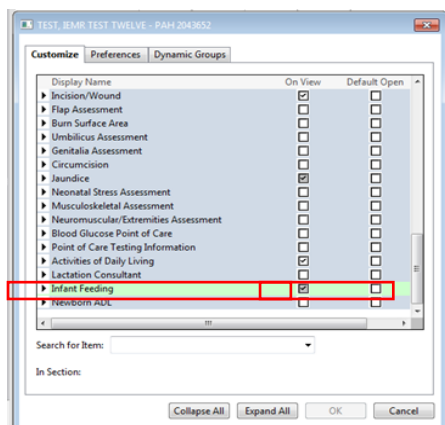 TEST, IEMR TEST TWELVE - PAH 2043652
Customize Preferences Dynamic Groups
Display Name On View Default Open
Incision/Wound
Flap Assessment
Burn Surface Area
Umbilicus Assessment
Genitalia Assessment
Circumcision
Jaundice
Neonatal Stress Assessment
Musculoskeletal Assessment
Neuromuscular/Extremities Assessment
Blood Glucose Point of Care
Point of Care Testing Information
Activities of Daily Living
Lactation Consultant
Infant Feeding
Newborn ADL
Search for Item:
In Section:
Collapse All Expand All OK Cancel